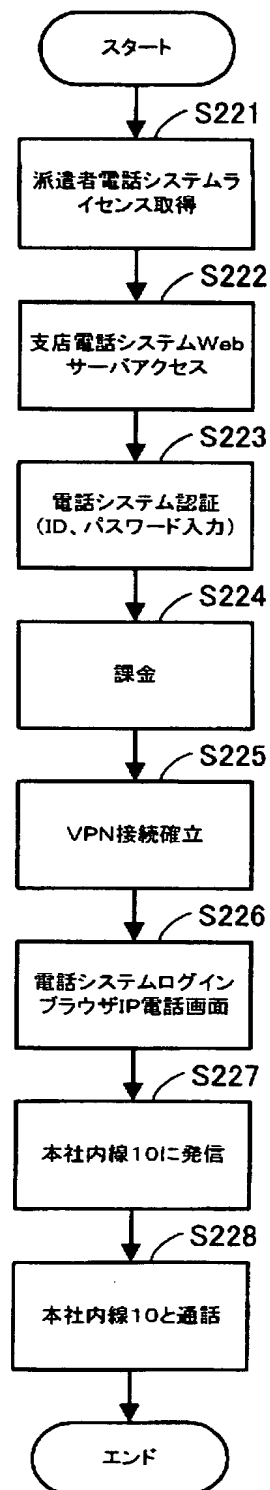 スタート
S221
派遣者電話システムラ
イセンス取得
S222
支店電話システムWeb
サーバアクセス
S223
電話システム認証
(ID、パスワード入力)
S224
課金
S225
VPN接続確立
S226
電話システムログイン
ブラウザIP電話画面
S227
本社内線10に発信
S228
本社内線10と通話
エンド